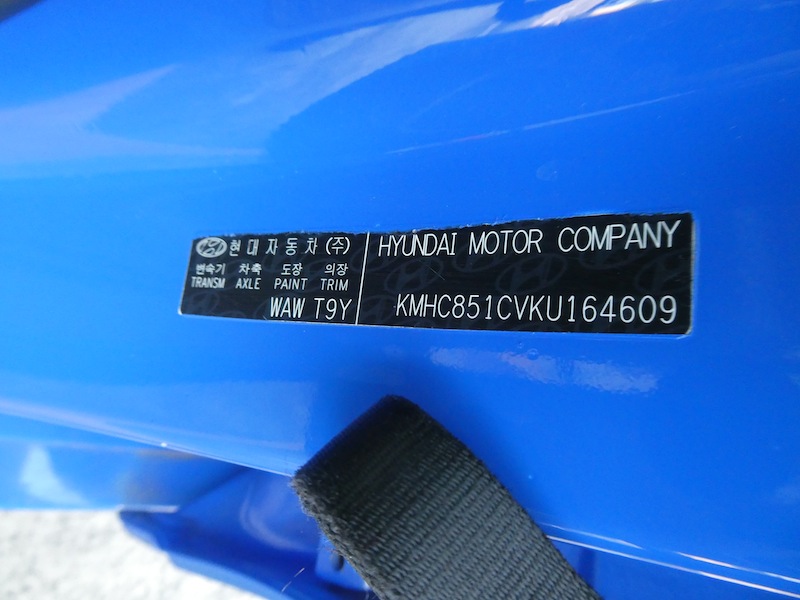 현대자동차(주)
변속기 차축 도장 의장
TRANSM AXLE PAINT TRIM
WAW T9Y
HYUNDAI MOTOR COMPANY
KMHC851CVKU164609